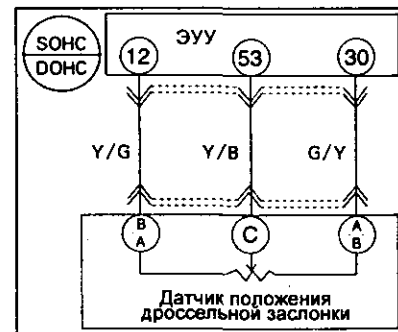 ЭУУ
SOHC
DOHC
12
53
30
Y/G
Y/B
G/Y
B
A
C
A
B
Датчик положения
дроссельной заслонки